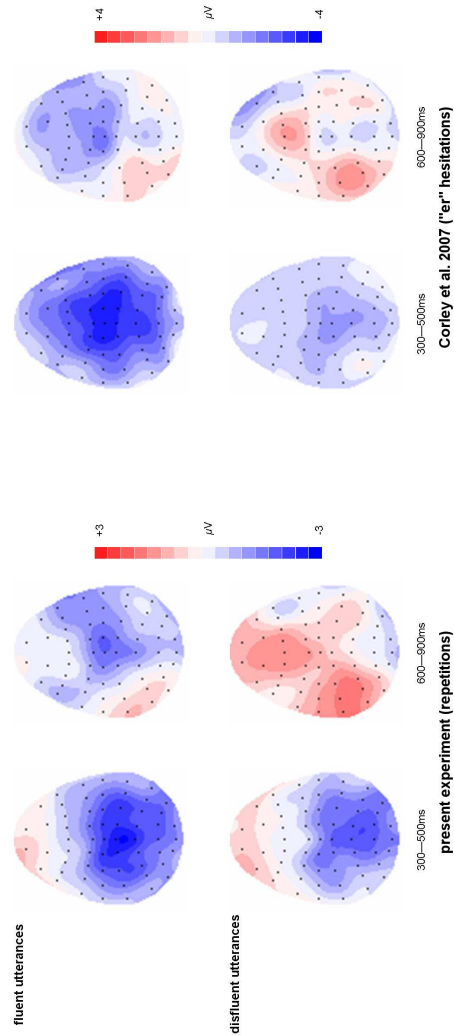 fluent utterances
disfluent utterances
+3
µV
-3
+4
µV
-4
300—500ms
600—900ms
300—500ms
600—900ms
present experiment (repetitions)
Corley et al. 2007 ("er" hesitations)